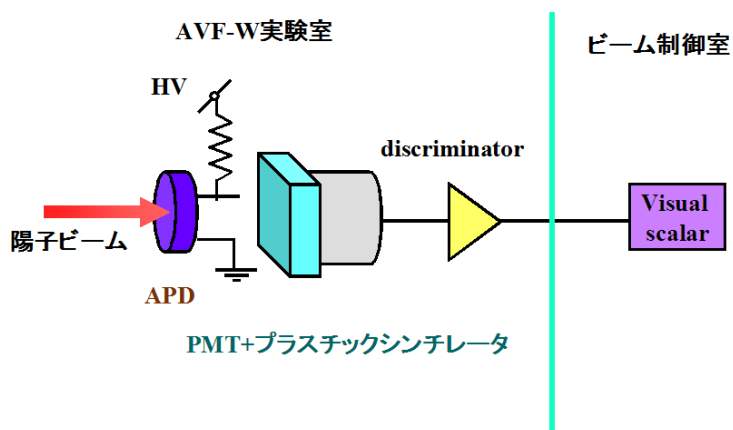 AVF-W実験室
ビーム制御室
HV
discriminator
Visual
scalar
陽子ビーム
APD
PMT+プラスチックシンチレータ